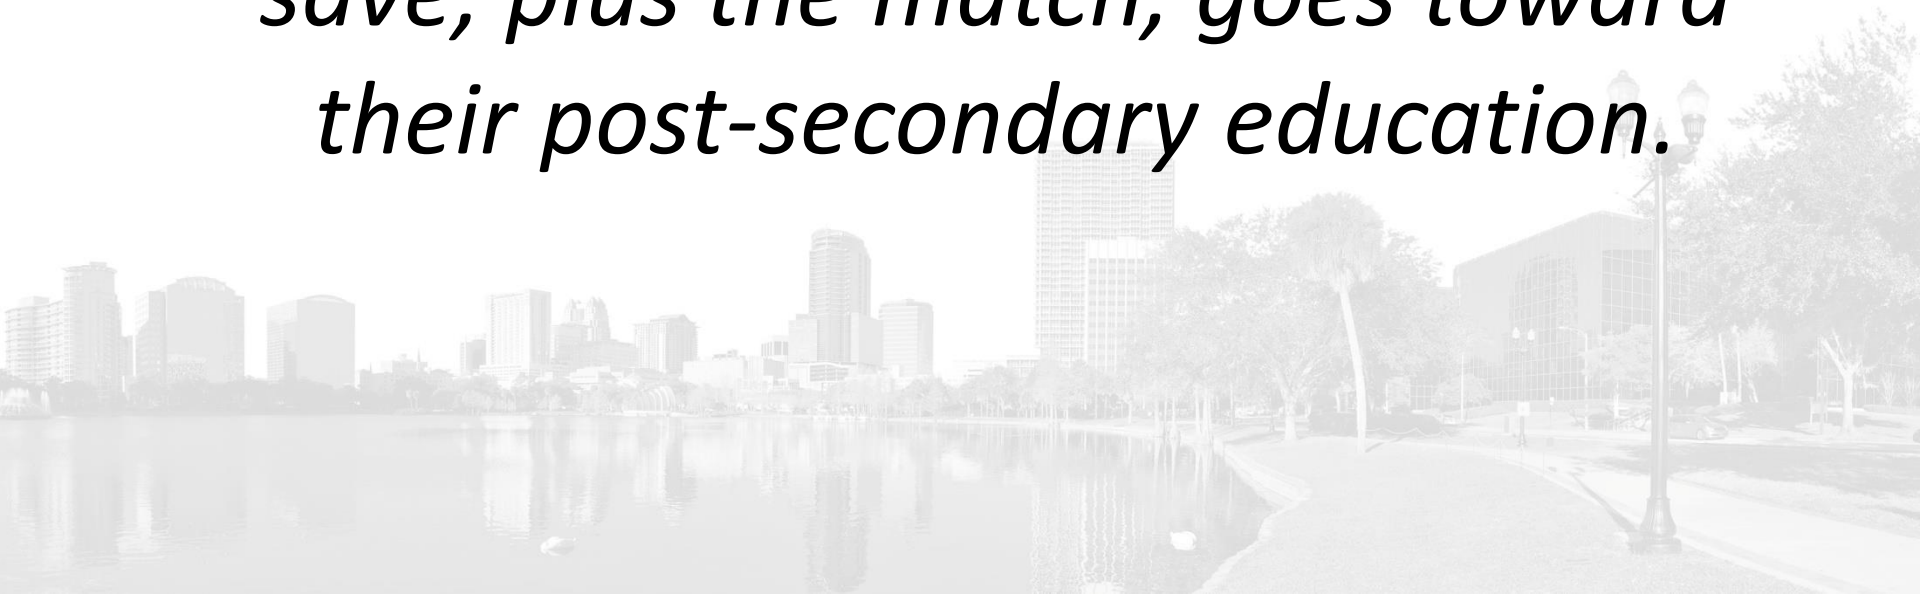 save, plus the match, goes toward
their post-secondary education.